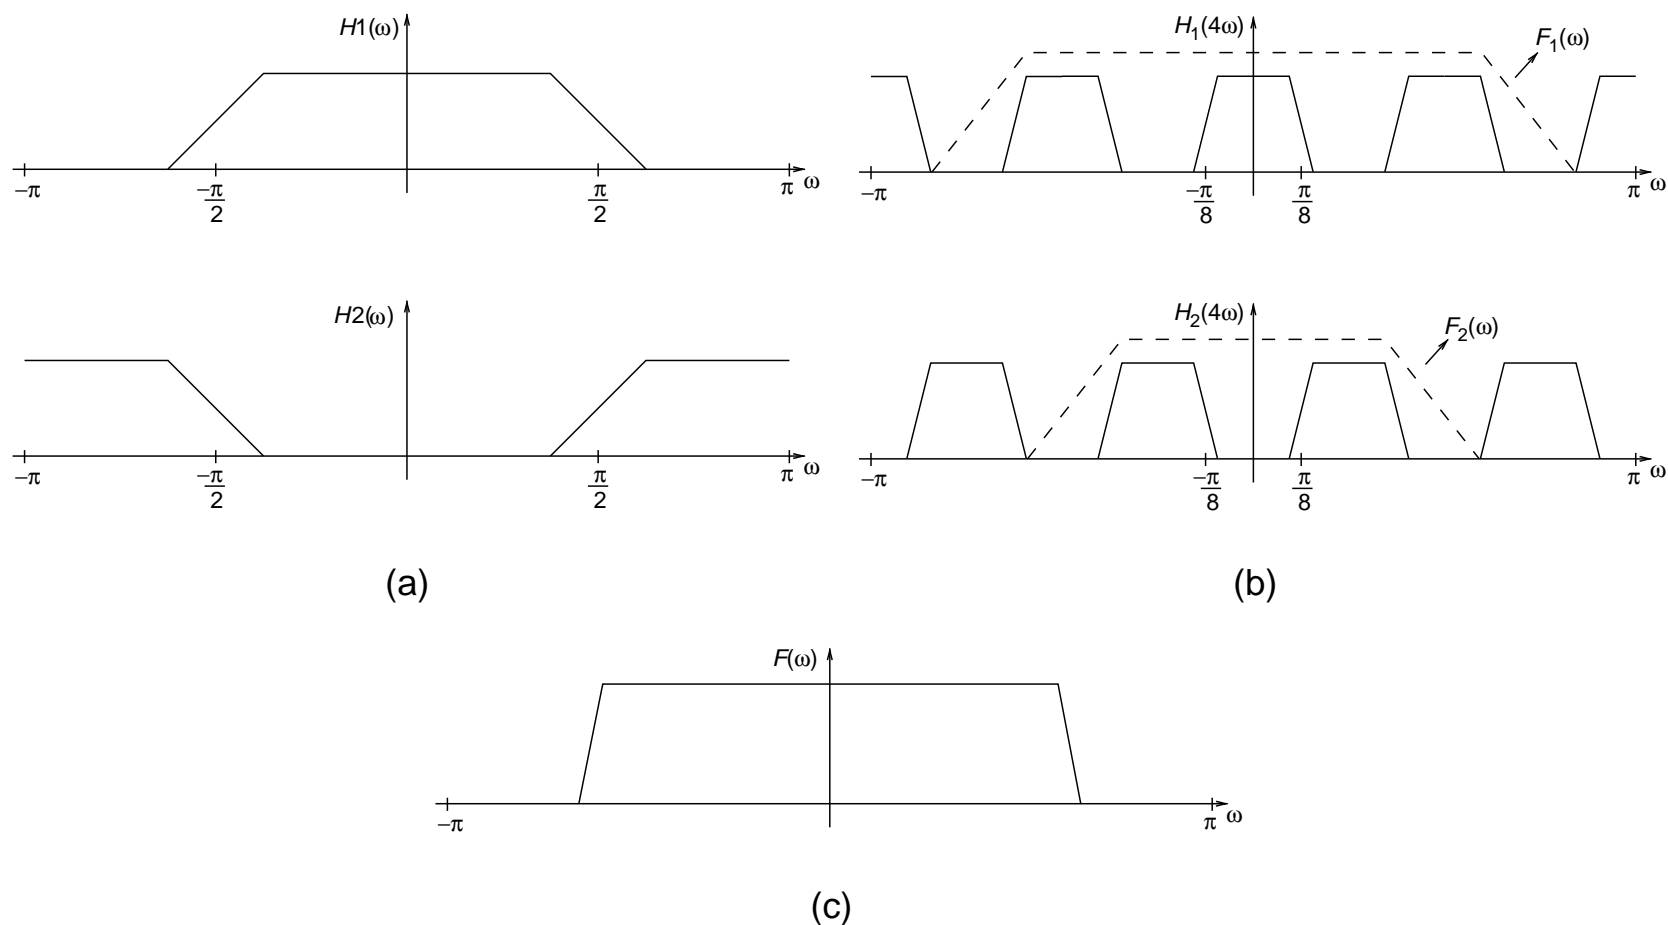 H1(ω)
−π
−π/2
π/2
π ω
H2(ω)
−π
−π/2
π/2
π ω
(a)
H₁(4ω)
F₁(ω)
−π
−π/8
π/8
π ω
H₂(4ω)
F₂(ω)
−π
−π/8
π/8
π ω
(b)
F(ω)
−π
π ω
(c)